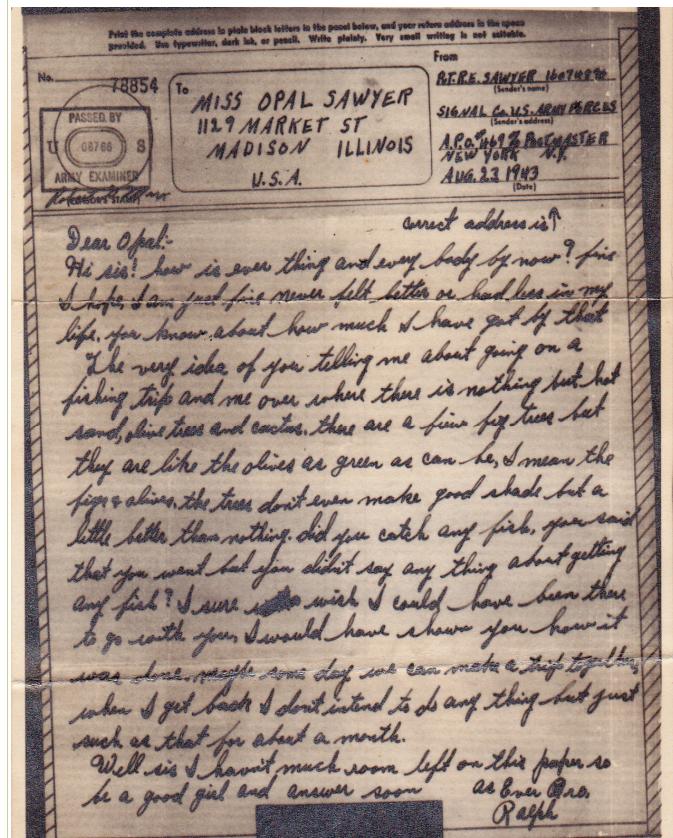 Print the complete address in plain block letters in the panel below, and your return address in the space
provided. Use typewriter, dark ink, or pencil. Write plainly. Very small writing is not suitable.
No.
78854
PASSED BY
U 08766 S
ARMY EXAMINER
To
MISS OPAL SAWYER
1129 MARKET ST
MADISON ILLINOIS
U.S.A.
From
PVT. R.E. SAWYER
(Sender's name)
SIGNAL Co. U.S. ARMY FORCES
(Sender's address)
A.P.O. #469 % POSTMASTER
NEW YORK N.Y.
AUG. 23 1943
(Date)
correct address is ↑
Dear Opal:-
Hi sis! how is ever thing and every body by now? fine
I hope, I am just fine never felt better or had less in my
life, you know about how much I have got by that
The very idea of you telling me about going on a
fishing trip and me over where there is nothing but hot
sand, olive trees and cactus. there are a few fig trees but
they are like the olives as green as can be, I mean the
figs & olives. the trees dont even make good shade but a
little better than nothing. did you catch any fish, you said
that you went but you didn't say any thing about getting
any fish? I sure wish I could have been there
to go with you, I would have shown you how it
was done. maybe some day we can make a trip together,
when I get back I dont intend to do any thing but just
such as that for about a month.
Well sis I havn't much room left on this paper so
be a good girl and answer soon as Ever Bro.
Ralph